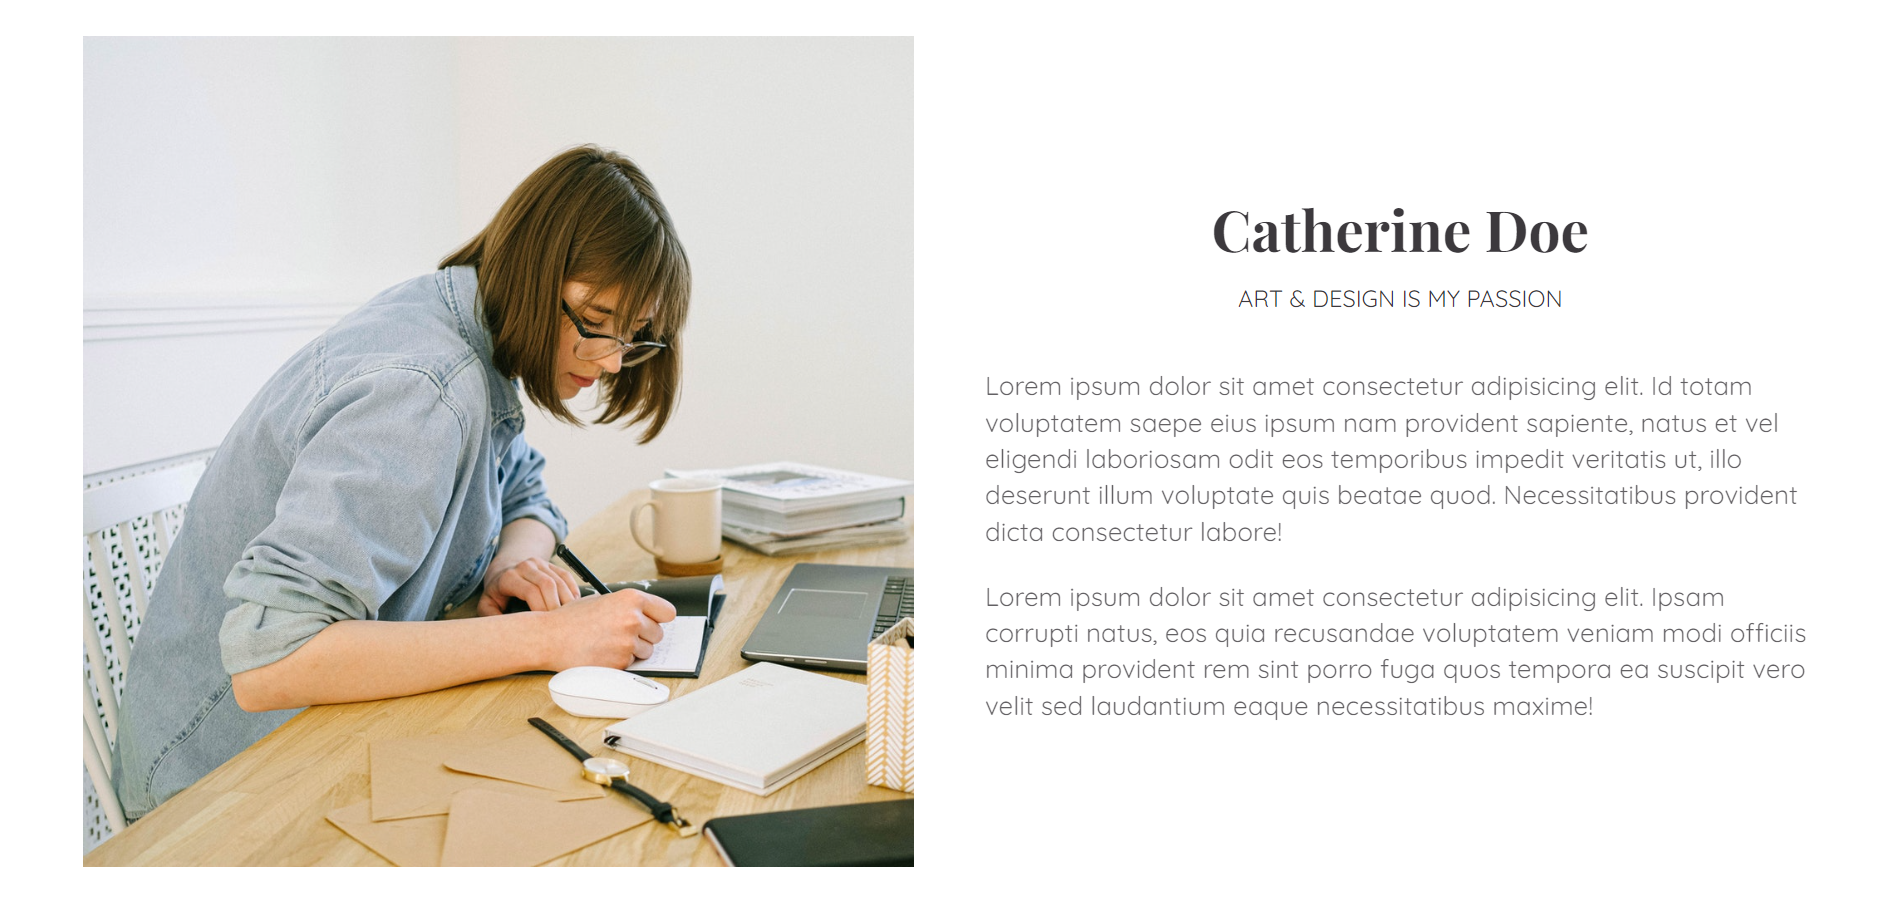 Catherine Doe
ART & DESIGN IS MY PASSION
Lorem ipsum dolor sit amet consectetur adipisicing elit. Id totam
voluptatem saepe eius ipsum nam provident sapiente, natus et vel
eligendi laboriosam odit eos temporibus impedit veritatis ut, illo
deserunt illum voluptate quis beatae quod. Necessitatibus provident
dicta consectetur labore!
Lorem ipsum dolor sit amet consectetur adipisicing elit. Ipsam
corrupti natus, eos quia recusandae voluptatem veniam modi officiis
minima provident rem sint porro fuga quos tempora ea suscipit vero
velit sed laudantium eaque necessitatibus maxime!